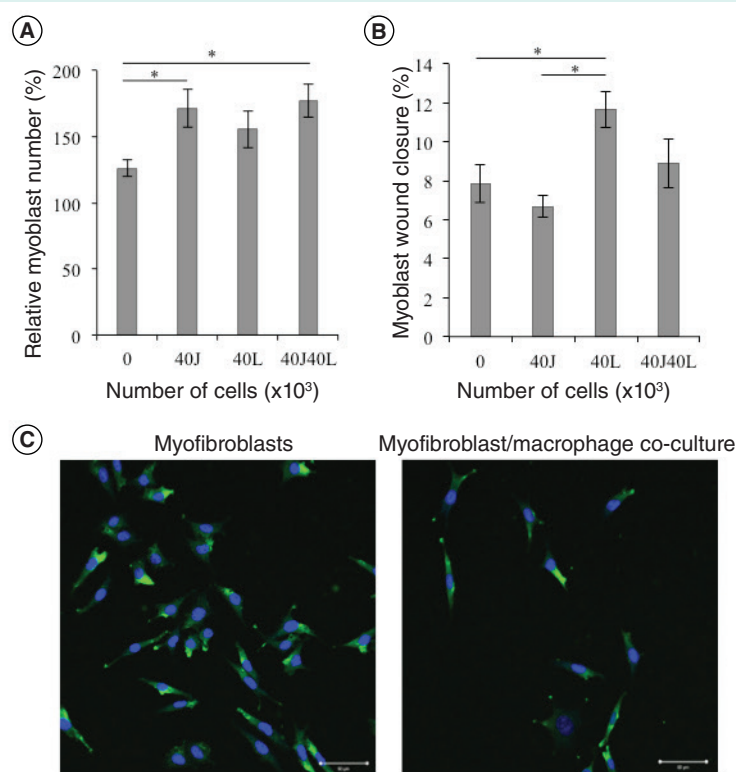 A
Relative myoblast number (%)
200
150
100
50
0
*
*
0 40J 40L 40J40L
Number of cells (x10³)
B
Myoblast wound closure (%)
14
12
10
8
6
4
2
0
*
*
0 40J 40L 40J40L
Number of cells (x10³)
C
Myofibroblasts
Myofibroblast/macrophage co-culture